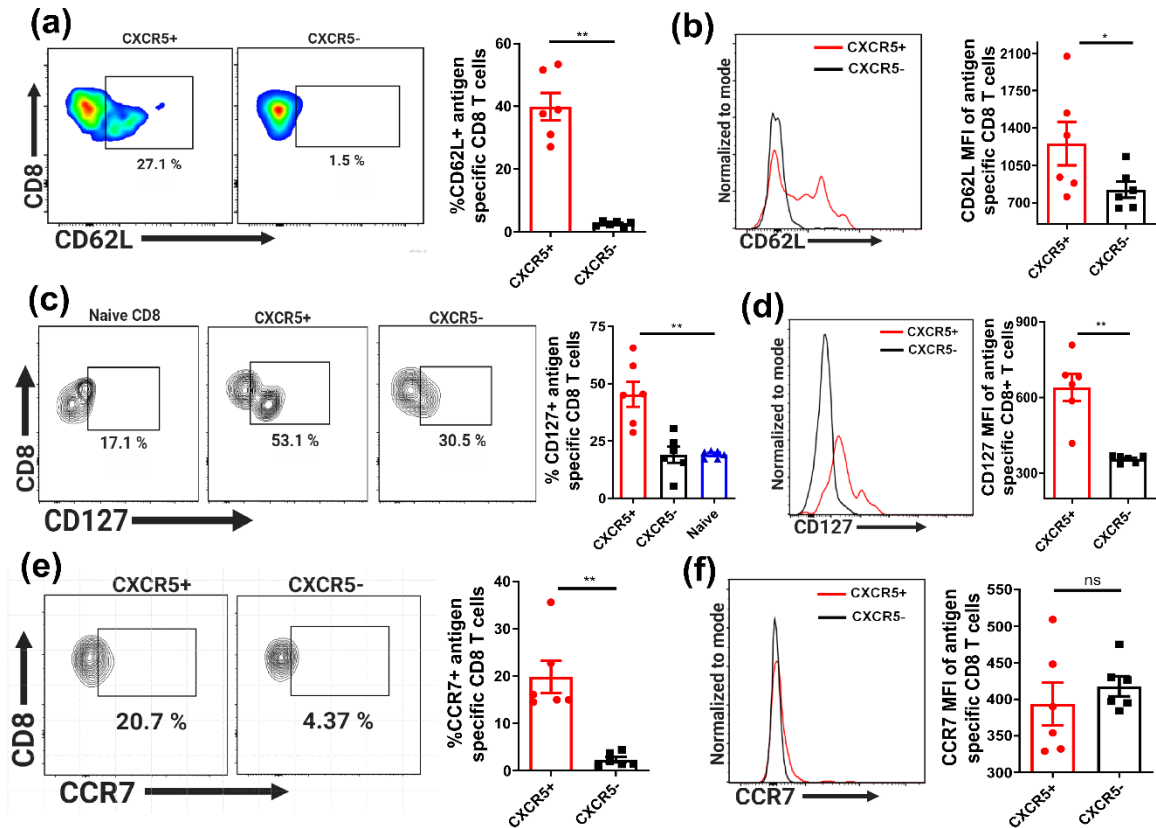 (a)
CXCR5+
CXCR5-
CD8
27.1 %
1.5 %
CD62L
%CD62L+ antigen
specific CD8 T cells
60
40
20
0
**
CXCR5+
CXCR5-
(b)
CXCR5+
CXCR5-
Normalized to mode
CD62L
CD62L MFI of antigen
specific CD8 T cells
2100
1750
1400
1050
700
*
CXCR5+
CXCR5-
(c)
Naive CD8
CXCR5+
CXCR5-
CD8
17.1 %
53.1 %
30.5 %
CD127
% CD127+ antigen
specific CD8 T cells
75
50
25
0
**
CXCR5+
CXCR5-
Naive
(d)
CXCR5+
CXCR5-
Normalized to mode
CD127
CD127 MFI of antigen
specific CD8+ T cells
900
600
300
**
CXCR5+
CXCR5-
(e)
CXCR5+
CXCR5-
CD8
20.7 %
4.37 %
CCR7
%CCR7+ antigen
specific CD8 T cells
40
30
20
10
0
**
CXCR5+
CXCR5-
(f)
CXCR5+
CXCR5-
Normalized to mode
CCR7
CCR7 MFI of antigen
specific CD8 T cells
550
500
450
400
350
300
ns
CXCR5+
CXCR5-